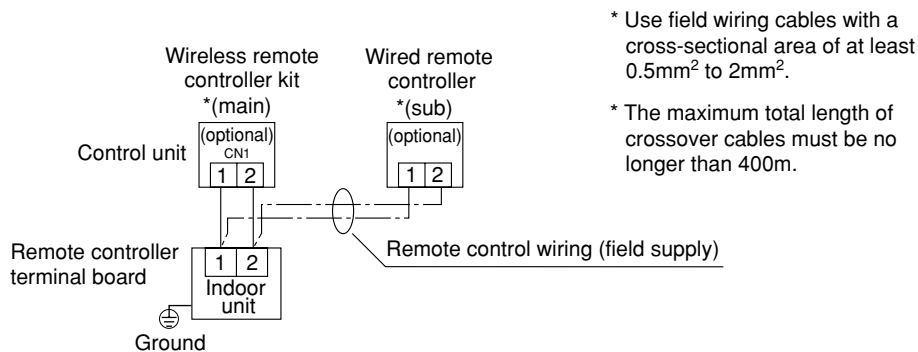 * Use field wiring cables with a
cross-sectional area of at least
0.5mm² to 2mm².
* The maximum total length of
crossover cables must be no
longer than 400m.
Wireless remote
controller kit
*(main)
Wired remote
controller
*(sub)
Control unit
(optional)
CN1
1 2
(optional)
1 2
Remote controller
terminal board
1 2
Indoor
unit
Remote control wiring (field supply)
Ground